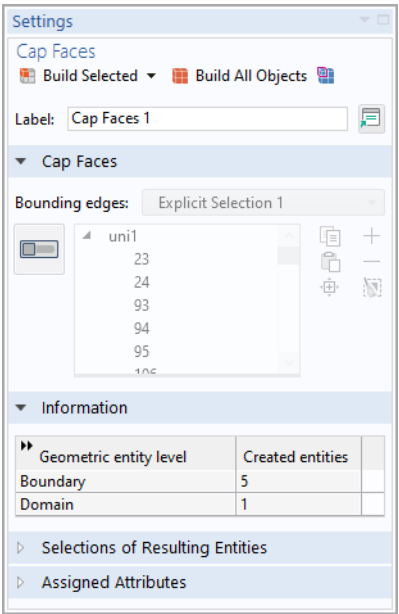 Settings
Cap Faces
Build Selected Build All Objects
Label: Cap Faces 1
Cap Faces
Bounding edges: Explicit Selection 1
uni1
23
24
93
94
95
106
Information
Geometric entity level Created entities
Boundary 5
Domain 1
Selections of Resulting Entities
Assigned Attributes